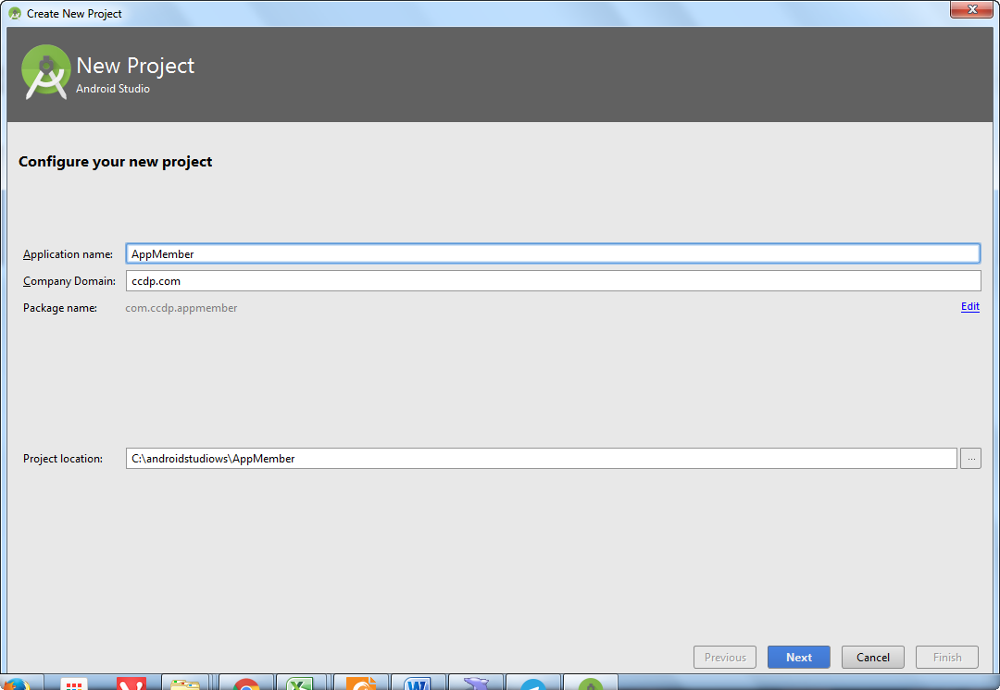 Create New Project
New Project
Android Studio
Configure your new project
Application name: AppMember
Company Domain: ccdp.com
Package name: com.ccdp.appmember Edit
Project location: C:\androidstudiows\AppMember ...
Previous Next Cancel Finish